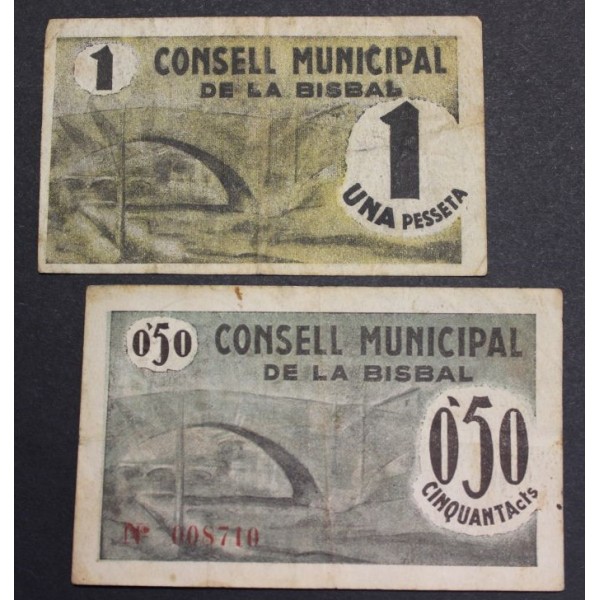 1
CONSELL MUNICIPAL
DE LA BISBAL
1
UNA PESSETA
0'50
CONSELL MUNICIPAL
DE LA BISBAL
0'50
CINQUANTA cts
Nº 008710